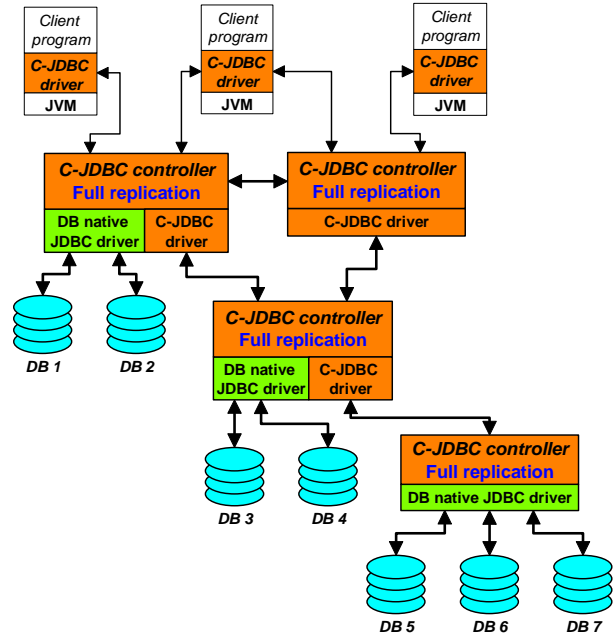 Client
program
C-JDBC
driver
JVM
Client
program
C-JDBC
driver
JVM
Client
program
C-JDBC
driver
JVM
C-JDBC controller
Full replication
DB native
JDBC driver
C-JDBC
driver
C-JDBC controller
Full replication
C-JDBC driver
DB 1
DB 2
C-JDBC controller
Full replication
DB native
JDBC driver
C-JDBC
driver
DB 3
DB 4
C-JDBC controller
Full replication
DB native JDBC driver
DB 5
DB 6
DB 7